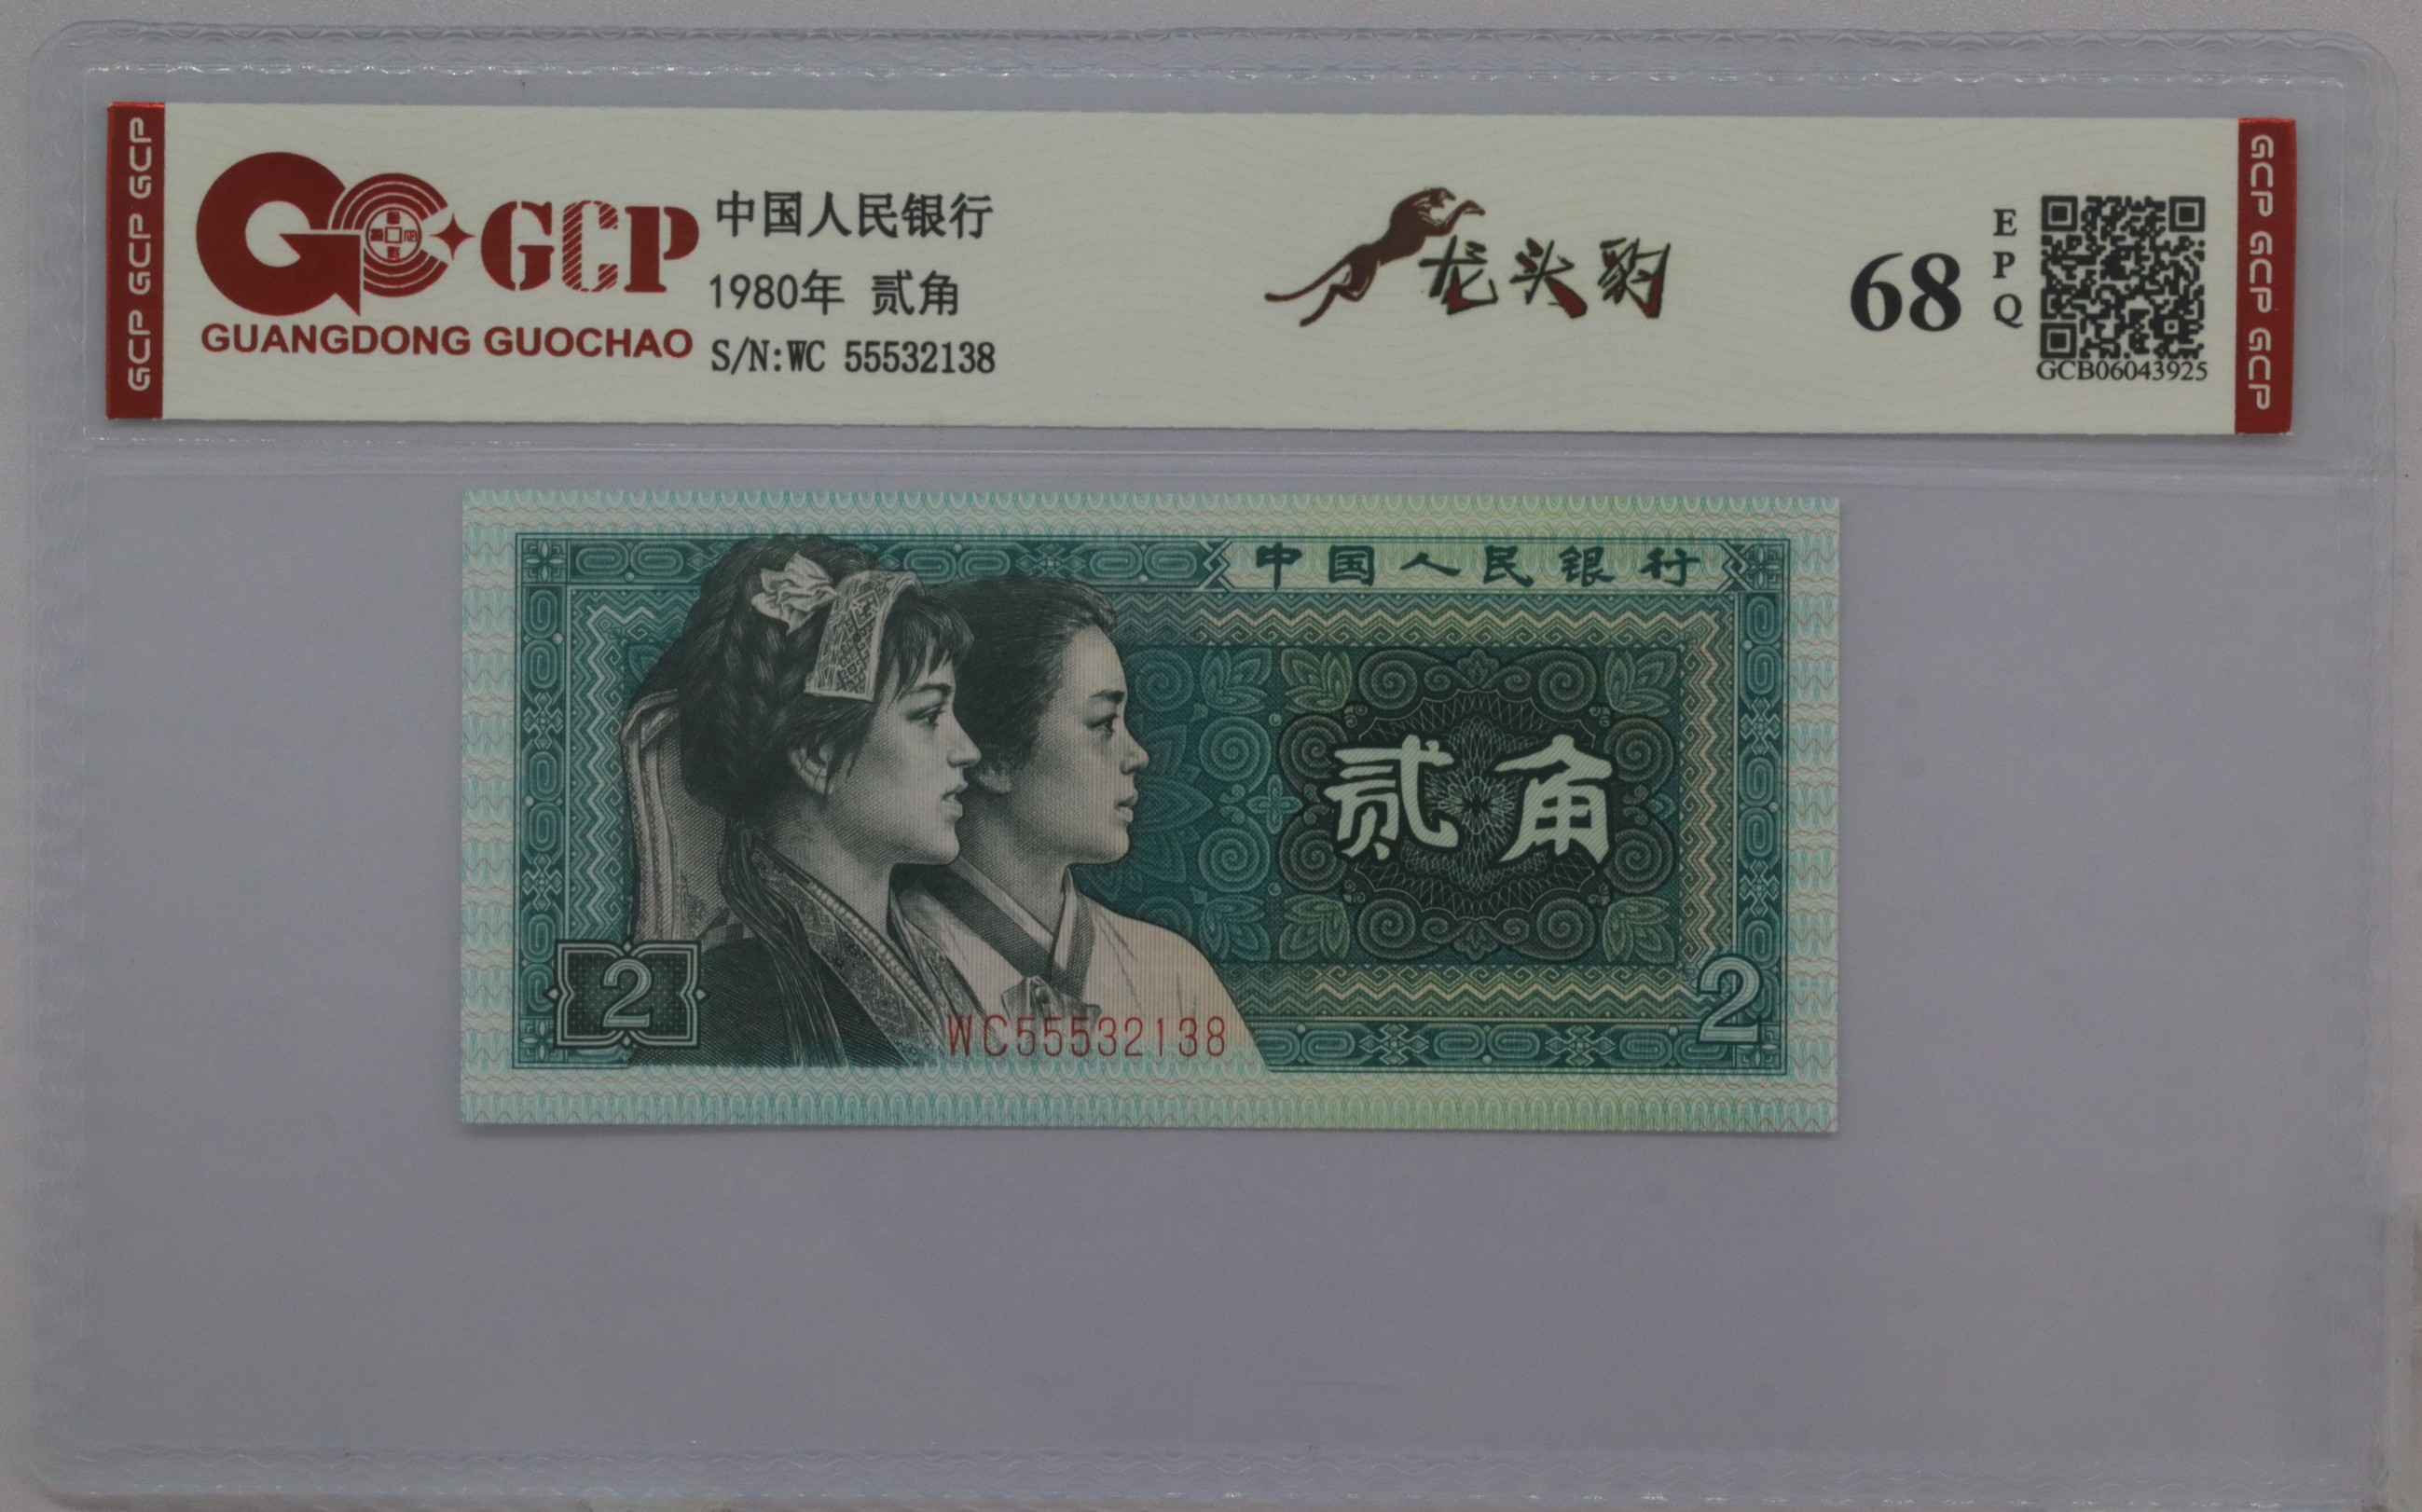 GCP GCP GCP
GCP
GUANGDONG GUOCHAO
中国人民银行
1980年 贰角
S/N:WC 55532138
龙头豹
68
EPQ
GCB06043925
GCP GCP GCP
中国人民银行
贰角
2
2
WC55532138